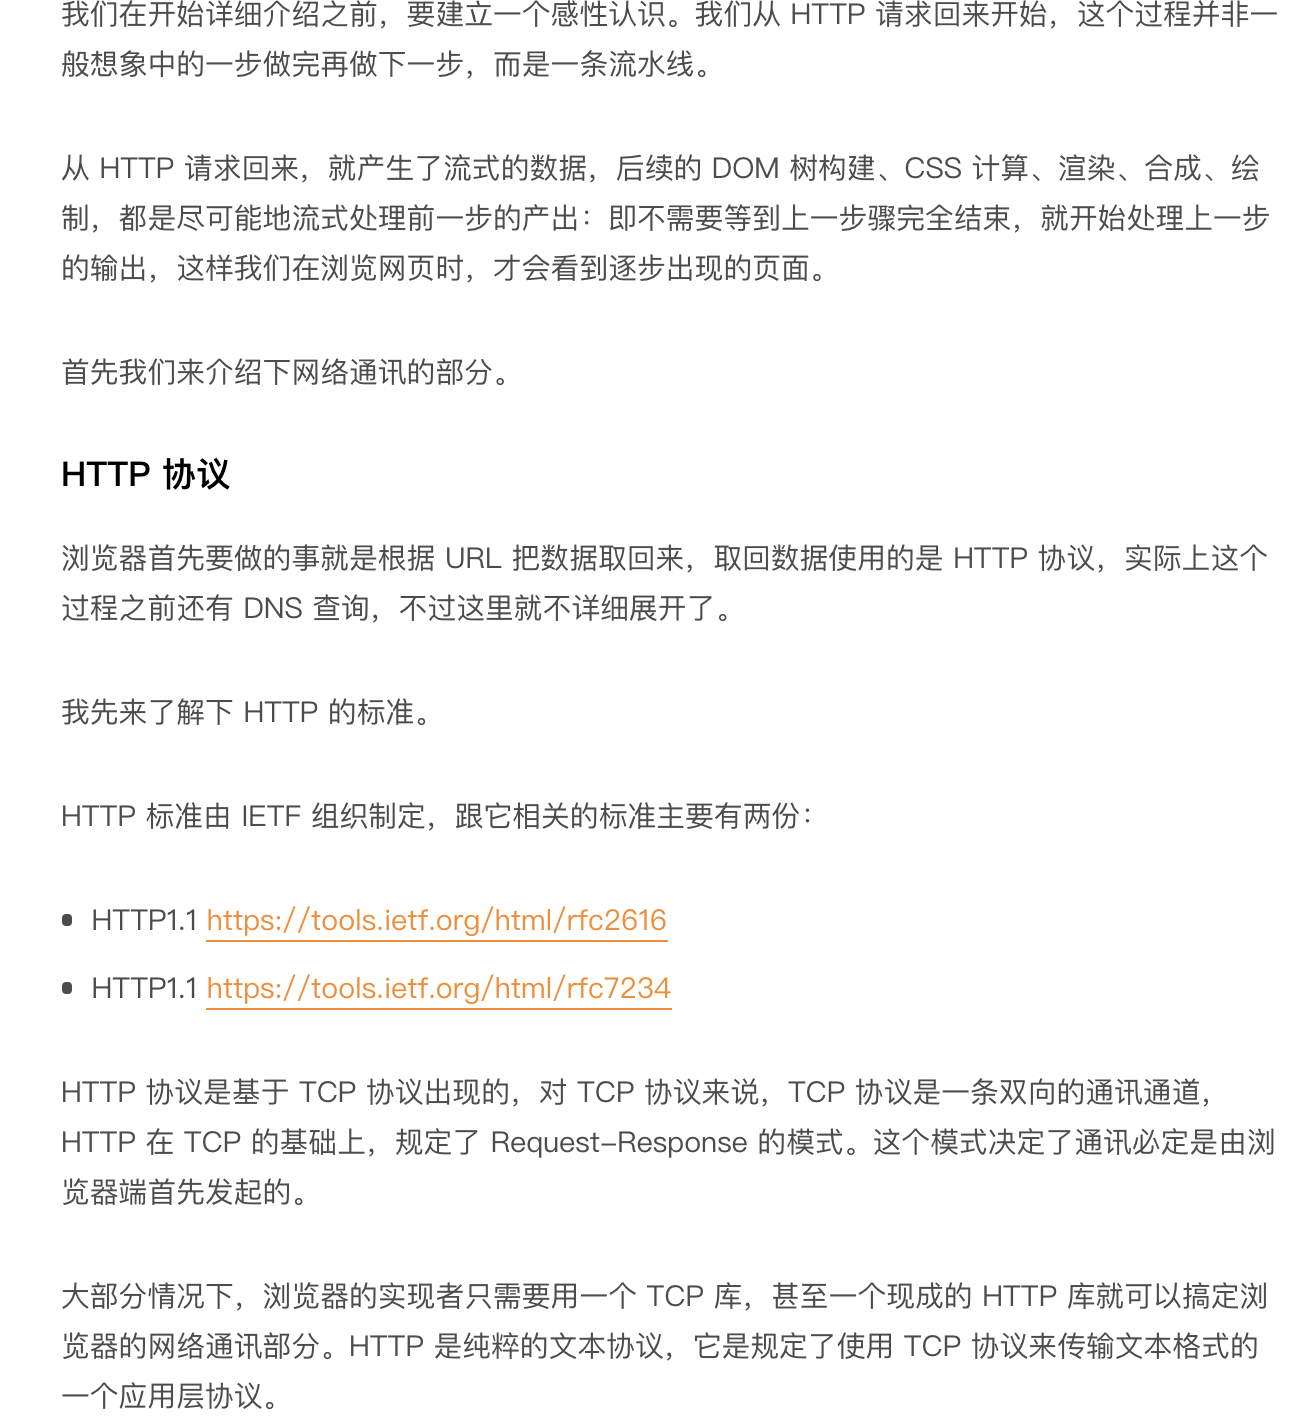 我们在开始详细介绍之前，要建立一个感性认识。我们从 HTTP 请求回来开始，这个过程并非一
般想象中的一步做完再做下一步，而是一条流水线。
从 HTTP 请求回来，就产生了流式的数据，后续的 DOM 树构建、CSS 计算、渲染、合成、绘
制，都是尽可能地流式处理前一步的产出：即不需要等到上一步骤完全结束，就开始处理上一步
的输出，这样我们在浏览网页时，才会看到逐步出现的页面。
首先我们来介绍下网络通讯的部分。
HTTP 协议
浏览器首先要做的事就是根据 URL 把数据取回来，取回数据使用的是 HTTP 协议，实际上这个
过程之前还有 DNS 查询，不过这里就不详细展开了。
我先来了解下 HTTP 的标准。
HTTP 标准由 IETF 组织制定，跟它相关的标准主要有两份：
• HTTP1.1 https://tools.ietf.org/html/rfc2616
• HTTP1.1 https://tools.ietf.org/html/rfc7234
HTTP 协议是基于 TCP 协议出现的，对 TCP 协议来说，TCP 协议是一条双向的通讯通道，
HTTP 在 TCP 的基础上，规定了 Request-Response 的模式。这个模式决定了通讯必定是由浏
览器端首先发起的。
大部分情况下，浏览器的实现者只需要用一个 TCP 库，甚至一个现成的 HTTP 库就可以搞定浏
览器的网络通讯部分。HTTP 是纯粹的文本协议，它是规定了使用 TCP 协议来传输文本格式的
一个应用层协议。